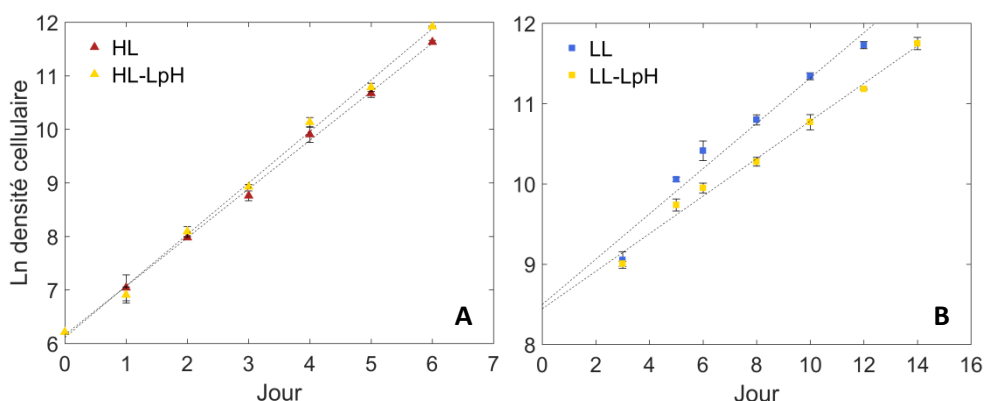 12
11
10
9
8
7
6
0 1 2 3 4 5 6 7
Ln densité cellulaire
Jour
HL
HL-LpH
A
12
11
10
9
8
0 2 4 6 8 10 12 14 16
Jour
LL
LL-LpH
B